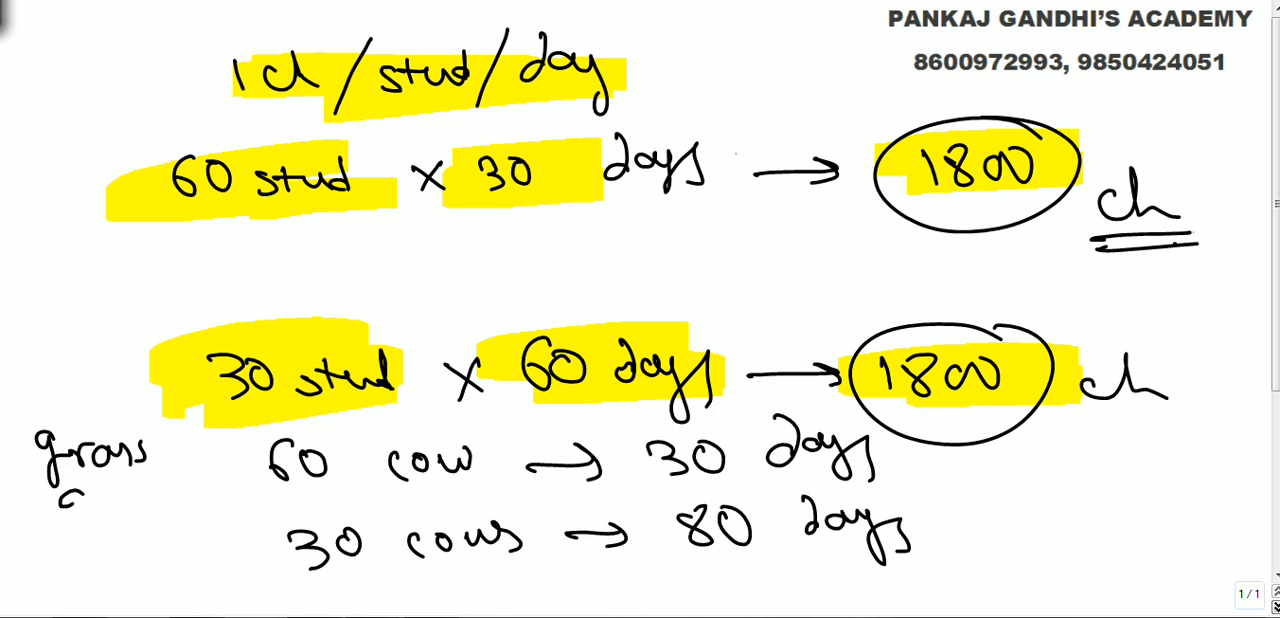 PANKAJ GANDHI'S ACADEMY
8600972993, 9850424051
1 ch / stud / day
60 stud × 30 days → 1800 ch
30 stud × 60 days → 1800 ch
grass 60 cow → 30 days
30 cows → 80 days
1 / 1